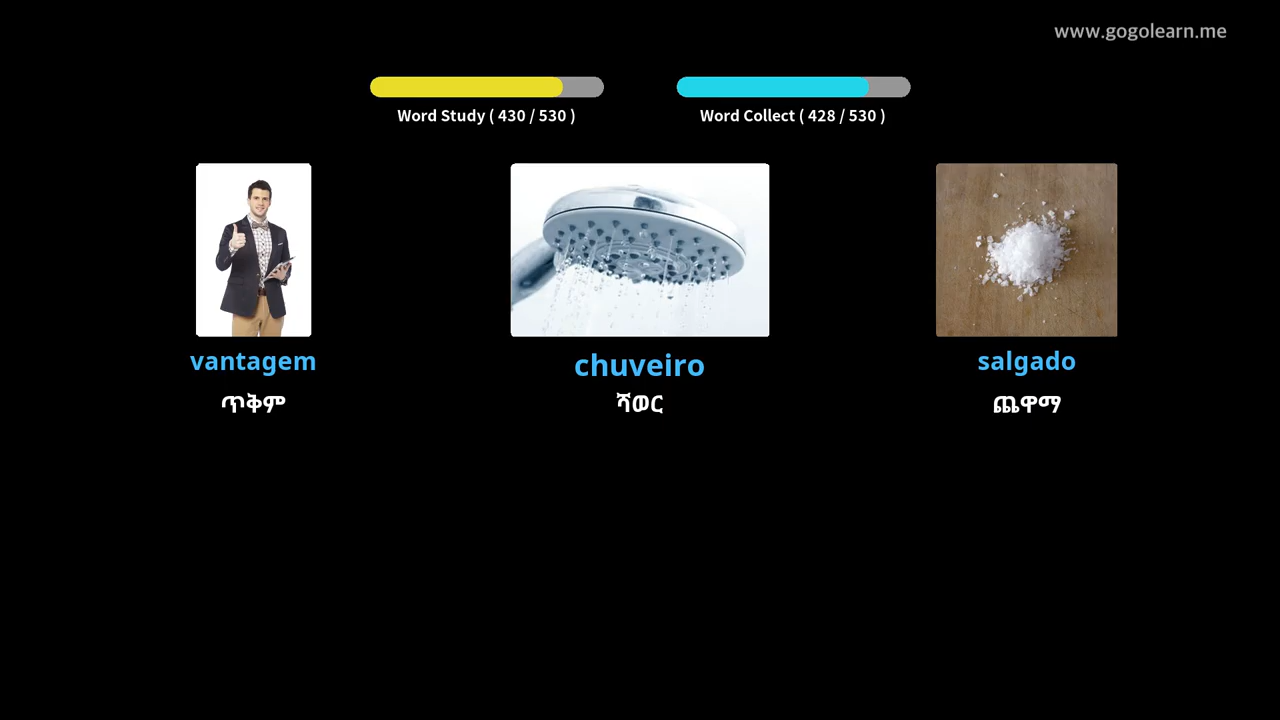 www.gogolearn.me
Word Study ( 430 / 530 )
Word Collect ( 428 / 530 )
vantagem
chuveiro
salgado
ጥቅም
ሻወር
ጨዋማ